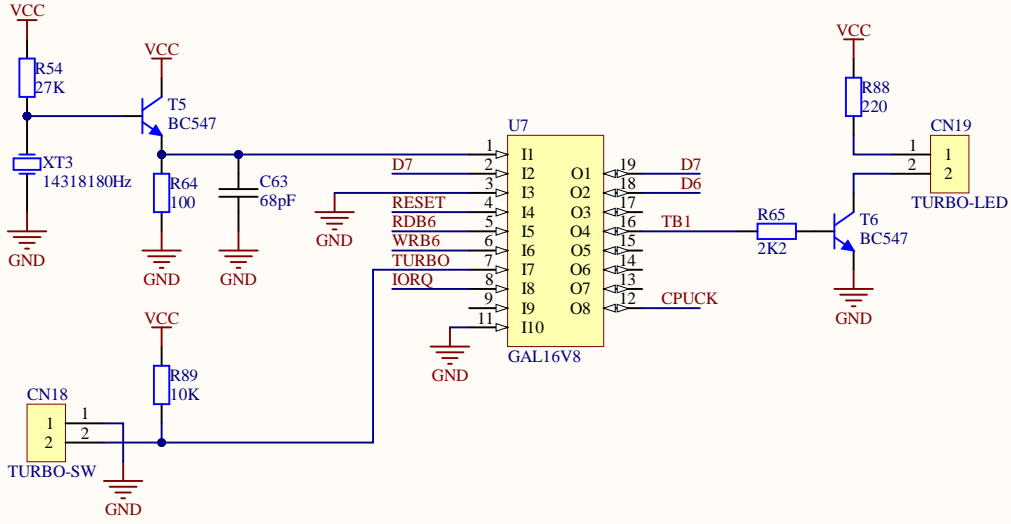 VCC
R54
27K
XT3
14318180Hz
GND
VCC
T5
BC547
R64
100
GND
C63
68pF
GND
GND
U7
D7
RESET
RDB6
WRB6
TURBO
IORQ
1
2
3
4
5
6
7
8
9
11
I1
I2
I3
I4
I5
I6
I7
I8
I9
I10
O1
O2
O3
O4
O5
O6
O7
O8
19
18
17
16
15
14
13
12
GAL16V8
GND
D7
D6
TB1
CPUCK
R65
2K2
VCC
R88
220
CN19
1
2
1
2
TURBO-LED
T6
BC547
GND
VCC
R89
10K
CN18
1
2
1
2
TURBO-SW
GND